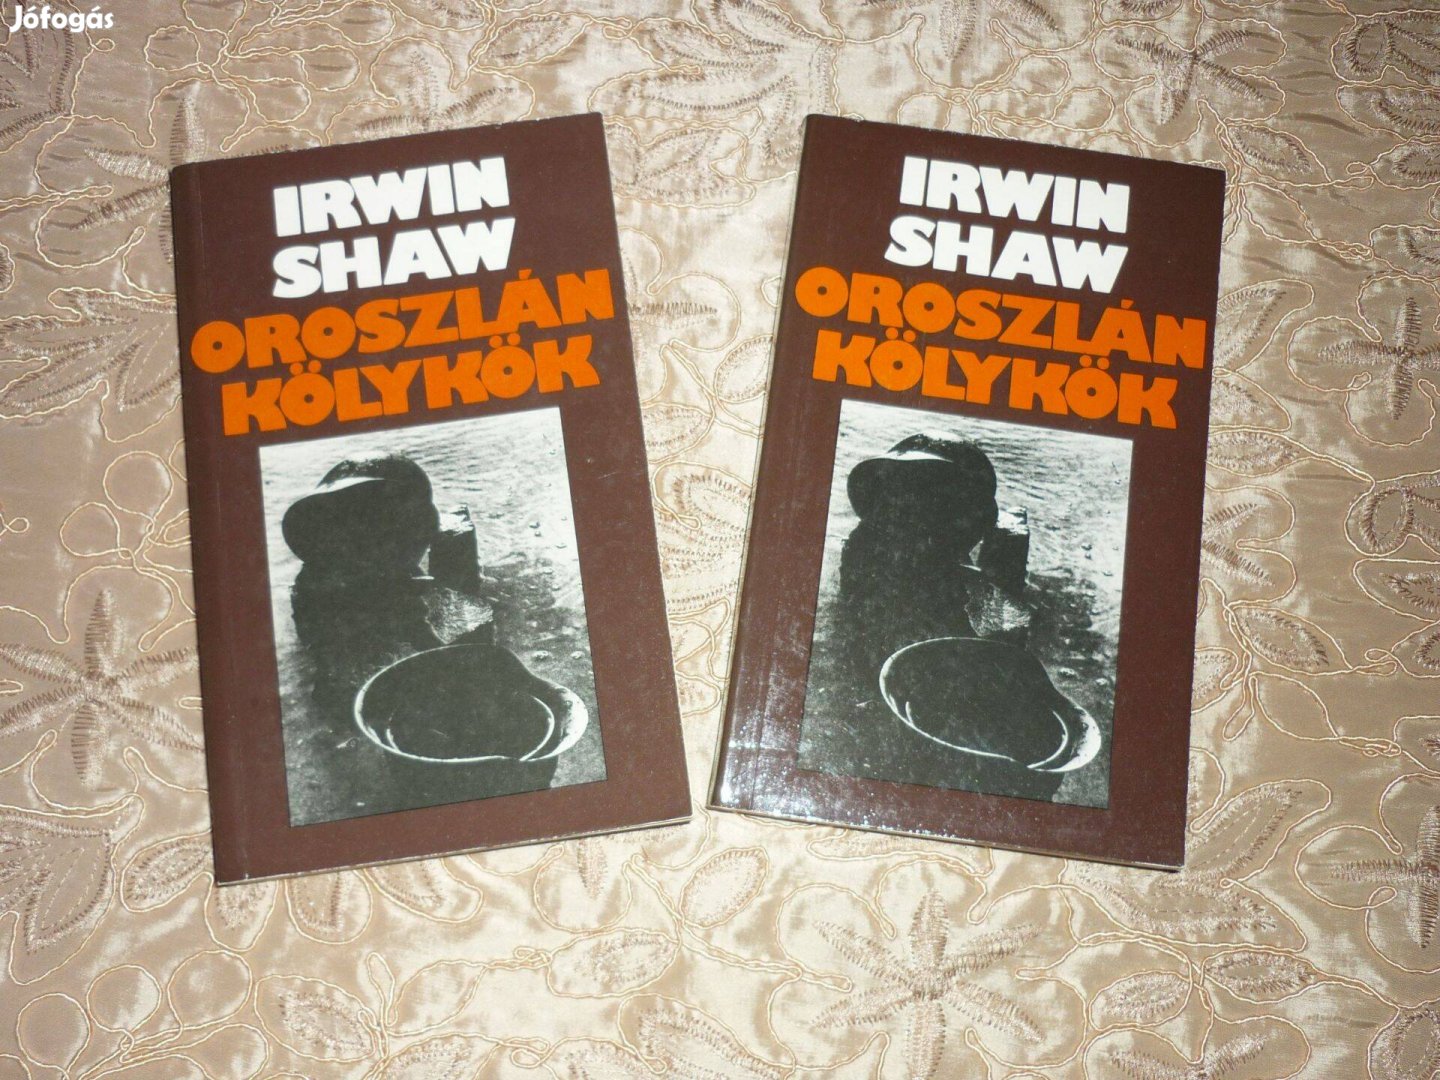 Jófogás
IRWIN
SHAW
OROSZLÁN
KÖLYKÖK
IRWIN
SHAW
OROSZLÁN
KÖLYKÖK